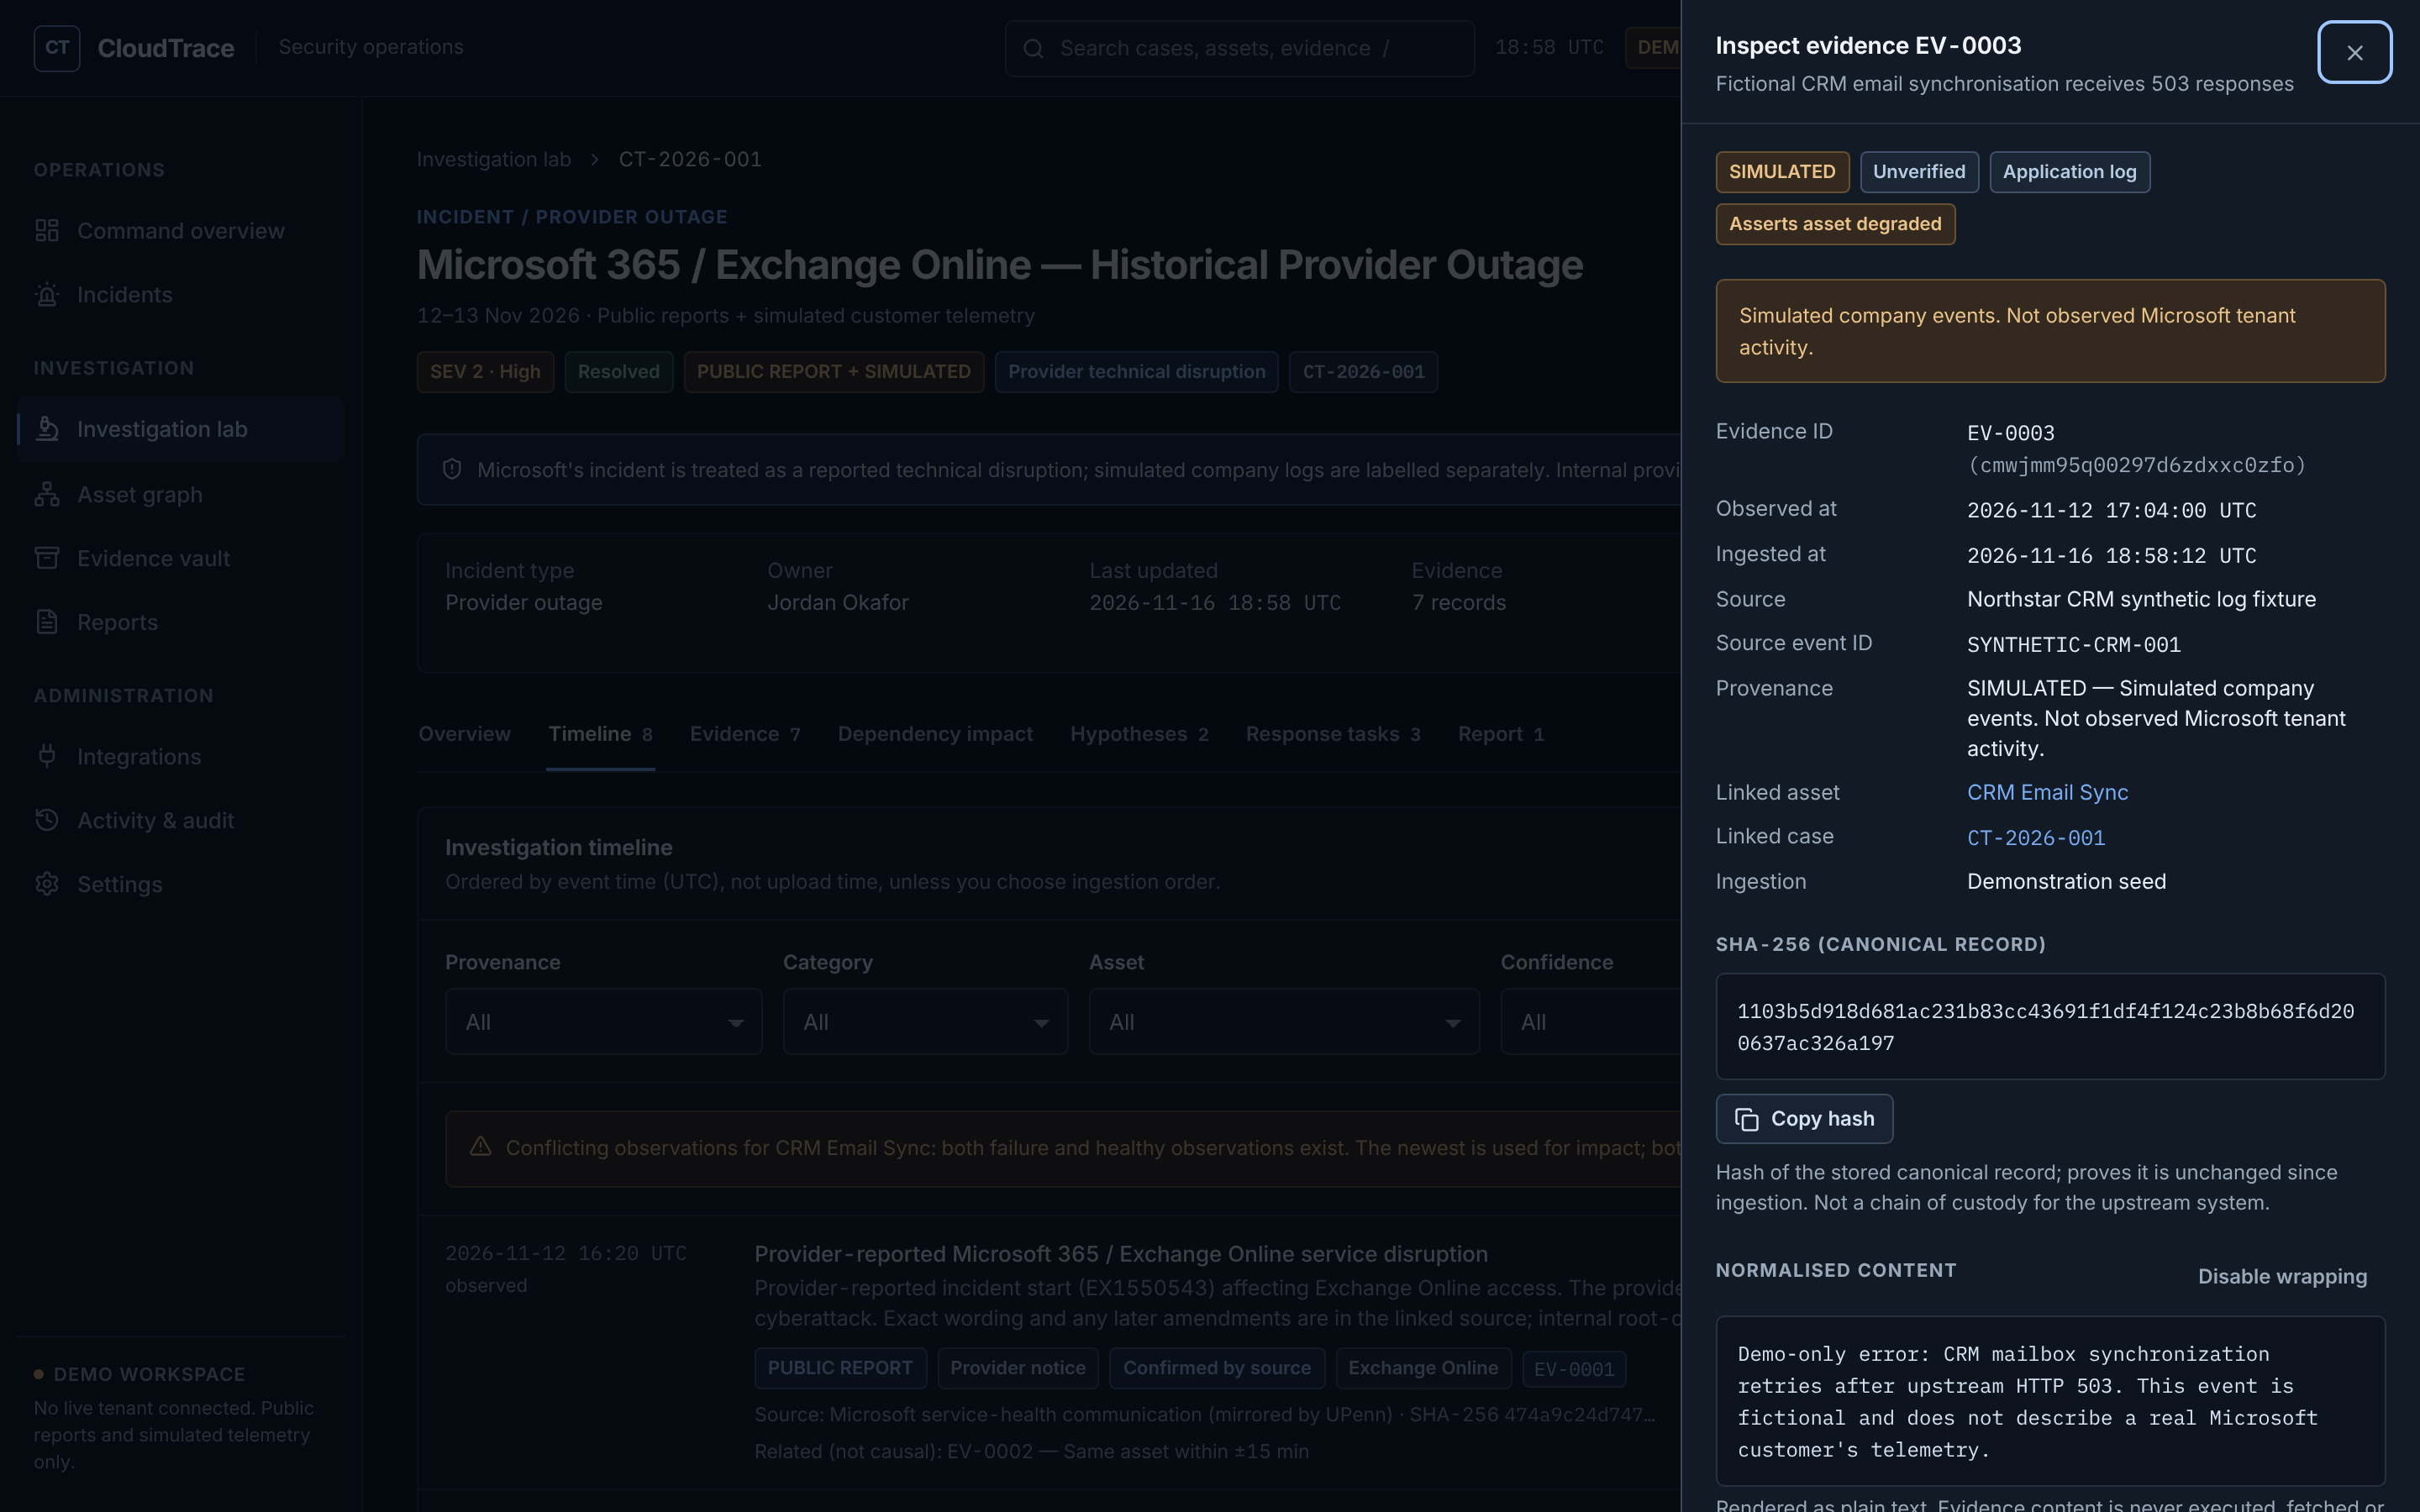 CT CloudTrace Security operations
Search cases, assets, evidence /
18:58 UTC
DEM
OPERATIONS
Command overview
Incidents
INVESTIGATION
Investigation lab
Asset graph
Evidence vault
Reports
ADMINISTRATION
Integrations
Activity & audit
Settings
DEMO WORKSPACE
No live tenant connected. Public
reports and simulated telemetry
only.
Investigation lab > CT-2026-001
INCIDENT / PROVIDER OUTAGE
Microsoft 365 / Exchange Online — Historical Provider Outage
12–13 Nov 2026 · Public reports + simulated customer telemetry
SEV 2 · High Resolved PUBLIC REPORT + SIMULATED Provider technical disruption CT-2026-001
Microsoft's incident is treated as a reported technical disruption; simulated company logs are labelled separately. Internal provi
Incident type Owner Last updated Evidence
Provider outage Jordan Okafor 2026-11-16 18:58 UTC 7 records
Overview Timeline 8 Evidence 7 Dependency impact Hypotheses 2 Response tasks 3 Report 1
Investigation timeline
Ordered by event time (UTC), not upload time, unless you choose ingestion order.
Provenance Category Asset Confidence
All All All All
Conflicting observations for CRM Email Sync: both failure and healthy observations exist. The newest is used for impact; bot
2026-11-12 16:20 UTC
observed
Provider-reported Microsoft 365 / Exchange Online service disruption
Provider-reported incident start (EX1550543) affecting Exchange Online access. The provide
cyberattack. Exact wording and any later amendments are in the linked source; internal root-c
PUBLIC REPORT Provider notice Confirmed by source Exchange Online EV-0001
Source: Microsoft service-health communication (mirrored by UPenn) · SHA-256 474a9c24d747…
Related (not causal): EV-0002 — Same asset within ±15 min
Inspect evidence EV-0003
Fictional CRM email synchronisation receives 503 responses
SIMULATED Unverified Application log
Asserts asset degraded
Simulated company events. Not observed Microsoft tenant
activity.
Evidence ID EV-0003
(cmwjmm95q00297d6zdxxc0zfo)
Observed at 2026-11-12 17:04:00 UTC
Ingested at 2026-11-16 18:58:12 UTC
Source Northstar CRM synthetic log fixture
Source event ID SYNTHETIC-CRM-001
Provenance SIMULATED — Simulated company
events. Not observed Microsoft tenant
activity.
Linked asset CRM Email Sync
Linked case CT-2026-001
Ingestion Demonstration seed
SHA-256 (CANONICAL RECORD)
1103b5d918d681ac231b83cc43691f1df4f124c23b8b68f6d20
0637ac326a197
Copy hash
Hash of the stored canonical record; proves it is unchanged since
ingestion. Not a chain of custody for the upstream system.
NORMALISED CONTENT Disable wrapping
Demo-only error: CRM mailbox synchronization
retries after upstream HTTP 503. This event is
fictional and does not describe a real Microsoft
customer's telemetry.
Rendered as plain text. Evidence content is never executed, fetched or